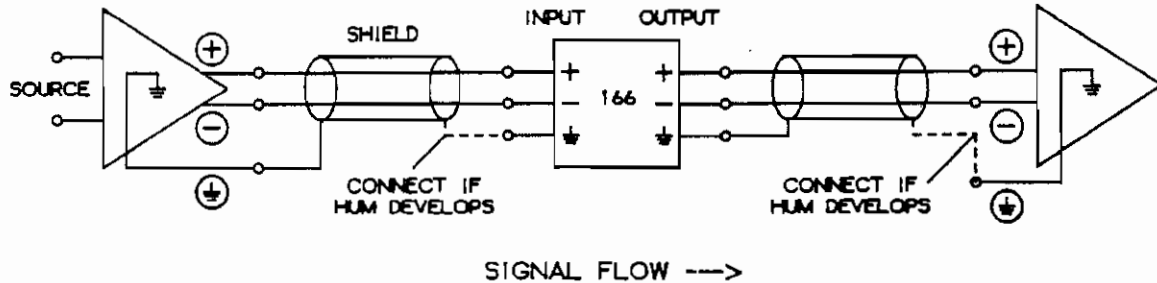 INPUT OUTPUT
SHIELD
+ + + +
SOURCE
166
- - - -
CONNECT IF
HUM DEVELOPS
CONNECT IF
HUM DEVELOPS
SIGNAL FLOW --->